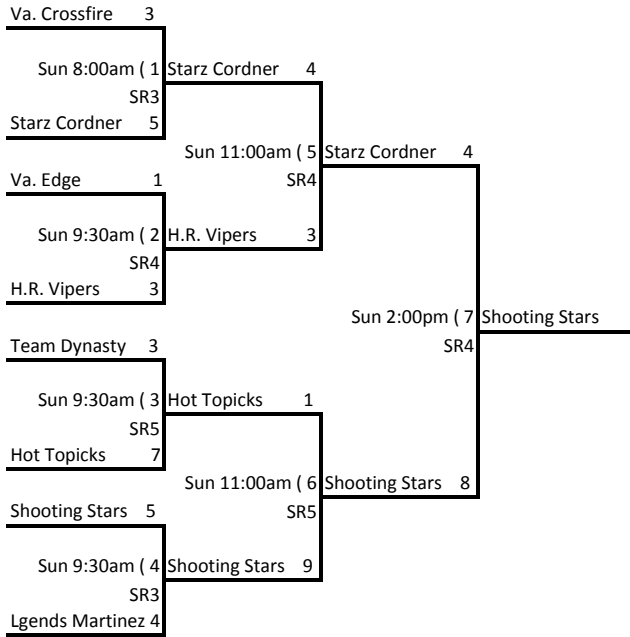 Va. Crossfire 3
Sun 8:00am ( 1 Starz Cordner 4
SR3
Starz Cordner 5
Sun 11:00am ( 5 Starz Cordner 4
Va. Edge 1
SR4
Sun 9:30am ( 2 H.R. Vipers 3
SR4
H.R. Vipers 3
Sun 2:00pm ( 7 Shooting Stars
Team Dynasty 3
SR4
Sun 9:30am ( 3 Hot Topicks 1
SR5
Hot Topicks 7
Sun 11:00am ( 6 Shooting Stars 8
Shooting Stars 5
SR5
Sun 9:30am ( 4 Shooting Stars 9
SR3
Lgends Martinez 4